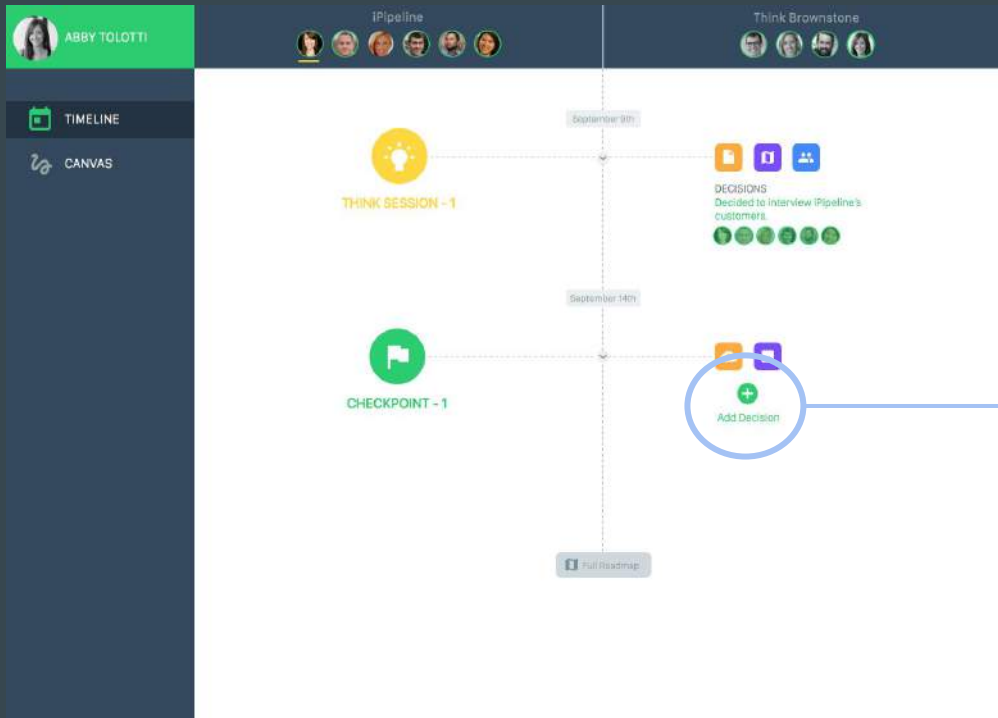 ABBY TOLOTTI
iPipeline
Think Brownstone
TIMELINE
CANVAS
September 9th
THINK SESSION - 1
DECISIONS
Decided to interview iPipeline's
customers.
September 14th
CHECKPOINT - 1
Add Decision
Full Roadmap